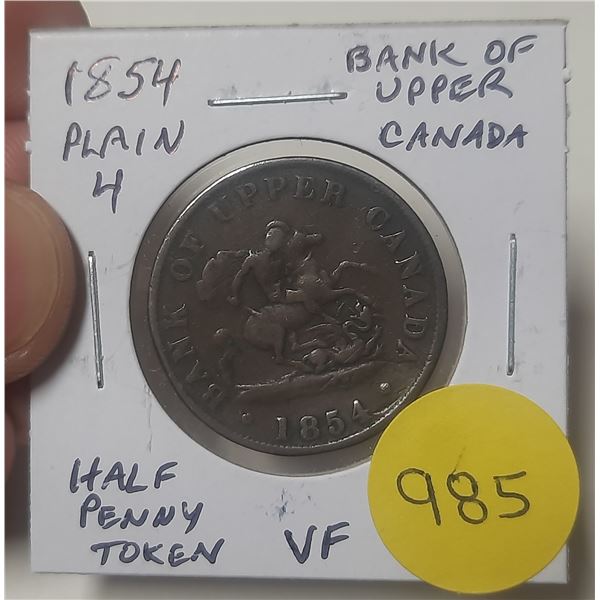 1854
PLAIN
4
BANK OF
UPPER
CANADA
BANK OF UPPER CANADA
1854
HALF
PENNY
TOKEN
VF
985